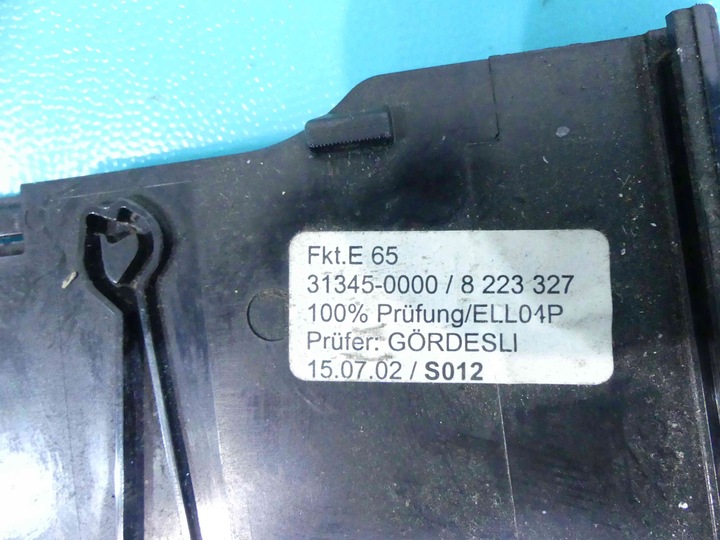 Fkt.E 65
31345-0000 / 8 223 327
100% Prüfung/ELL04P
Prüfer: GÖRDESLI
15.07.02 / S012